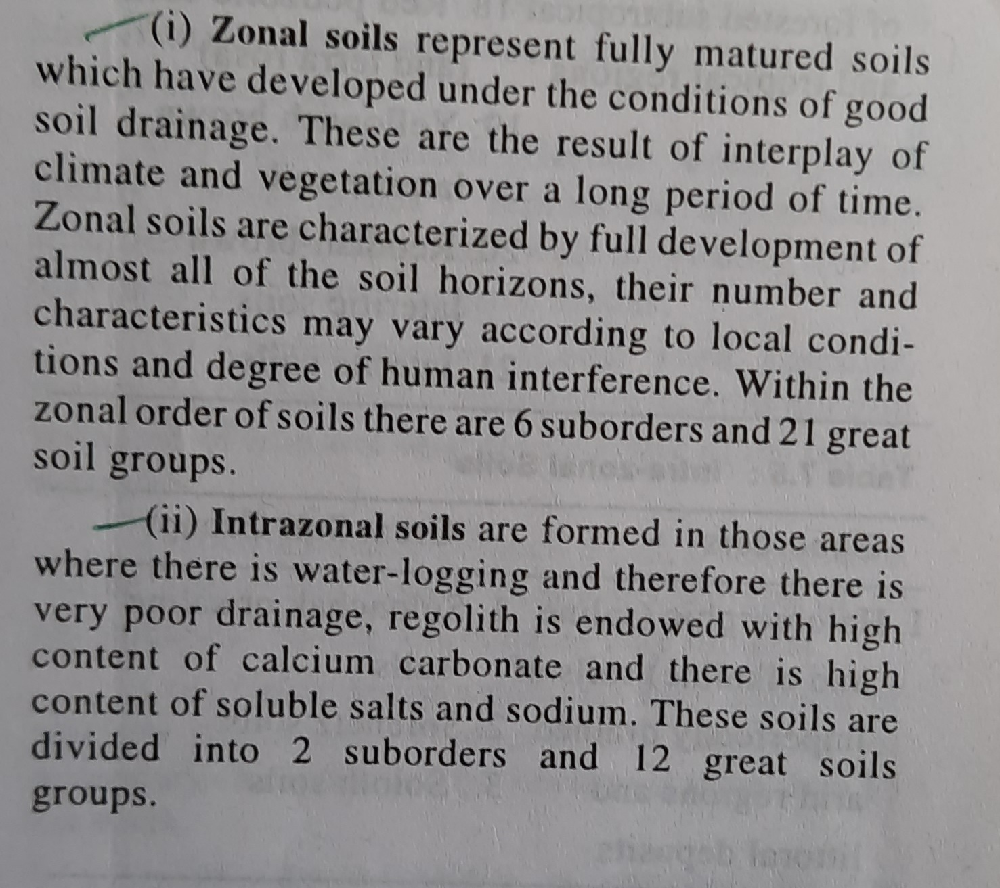 (i) Zonal soils represent fully matured soils
which have developed under the conditions of good
soil drainage. These are the result of interplay of
climate and vegetation over a long period of time.
Zonal soils are characterized by full development of
almost all of the soil horizons, their number and
characteristics may vary according to local condi-
tions and degree of human interference. Within the
zonal order of soils there are 6 suborders and 21 great
soil groups.
(ii) Intrazonal soils are formed in those areas
where there is water-logging and therefore there is
very poor drainage, regolith is endowed with high
content of calcium carbonate and there is high
content of soluble salts and sodium. These soils are
divided into 2 suborders and 12 great soils
groups.